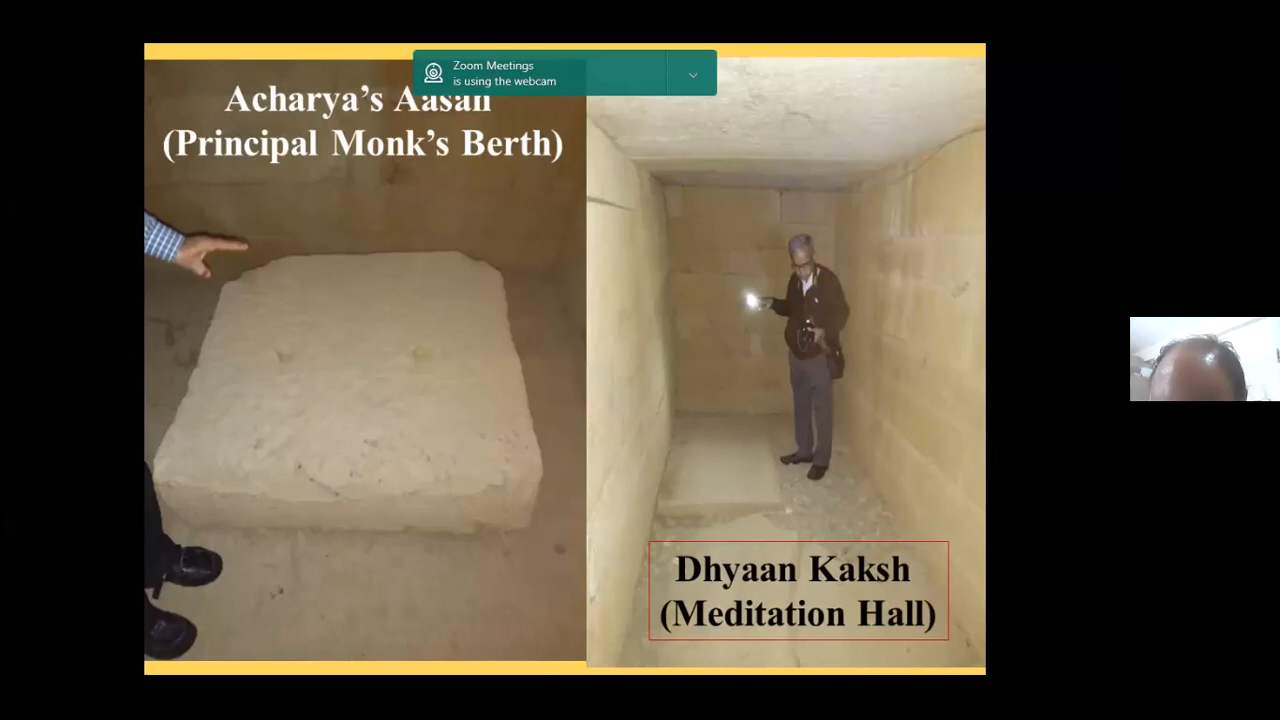 Zoom Meetings
is using the webcam
Acharya's Aasan
(Principal Monk's Berth)
Dhyaan Kaksh
(Meditation Hall)